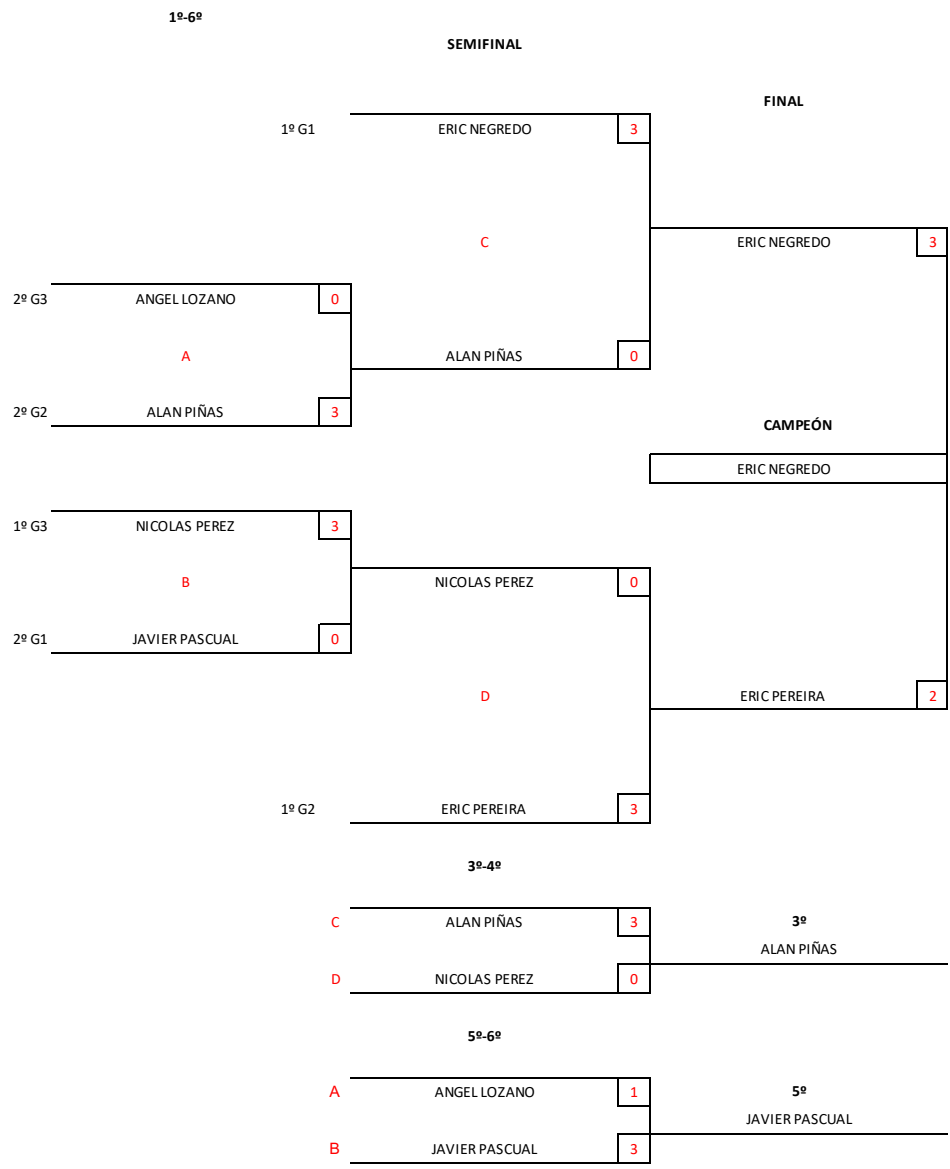 1º-6º
SEMIFINAL
FINAL
1º G1 ERIC NEGREDO 3
C ERIC NEGREDO 3
2º G3 ANGEL LOZANO 0
A ALAN PIÑAS 0
2º G2 ALAN PIÑAS 3
CAMPEÓN
ERIC NEGREDO
1º G3 NICOLAS PEREZ 3
B NICOLAS PEREZ 0
2º G1 JAVIER PASCUAL 0
D ERIC PEREIRA 2
1º G2 ERIC PEREIRA 3
3º-4º
C ALAN PIÑAS 3 3º
ALAN PIÑAS
D NICOLAS PEREZ 0
5º-6º
A ANGEL LOZANO 1 5º
JAVIER PASCUAL
B JAVIER PASCUAL 3